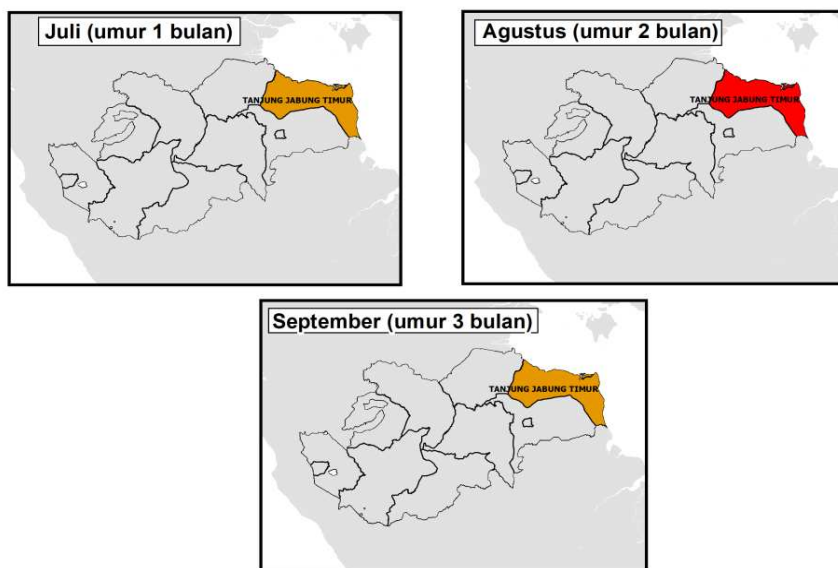 Juli (umur 1 bulan)
TANJUNG JABUNG TIMUR
Agustus (umur 2 bulan)
TANJUNG JABUNG TIMUR
September (umur 3 bulan)
TANJUNG JABUNG TIMUR